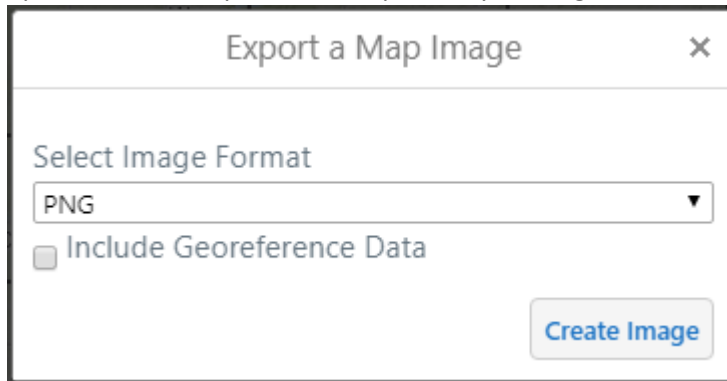 Export a Map Image ×
Select Image Format
PNG
Include Georeference Data
Create Image